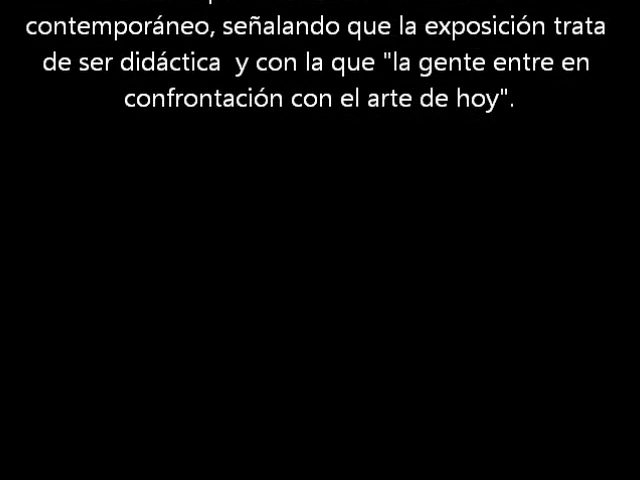 contemporáneo, señalando que la exposición trata
de ser didáctica  y con la que "la gente entre en
confrontación con el arte de hoy".